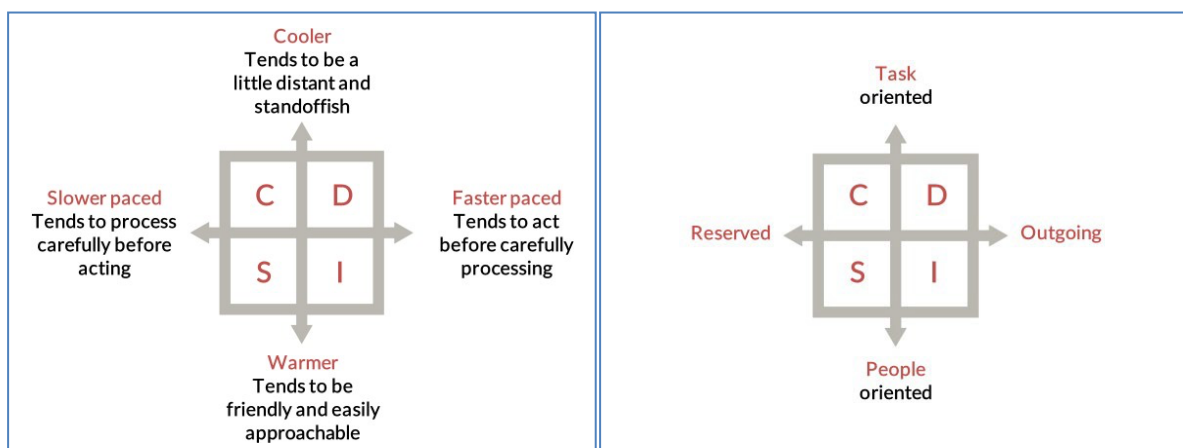 Cooler
Tends to be a
little distant and
standoffish
C D
Slower paced
Tends to process
carefully before
acting
Faster paced
Tends to act
before carefully
processing
S I
Warmer
Tends to be
friendly and easily
approachable
Task
oriented
C D
Reserved
Outgoing
S I
People
oriented